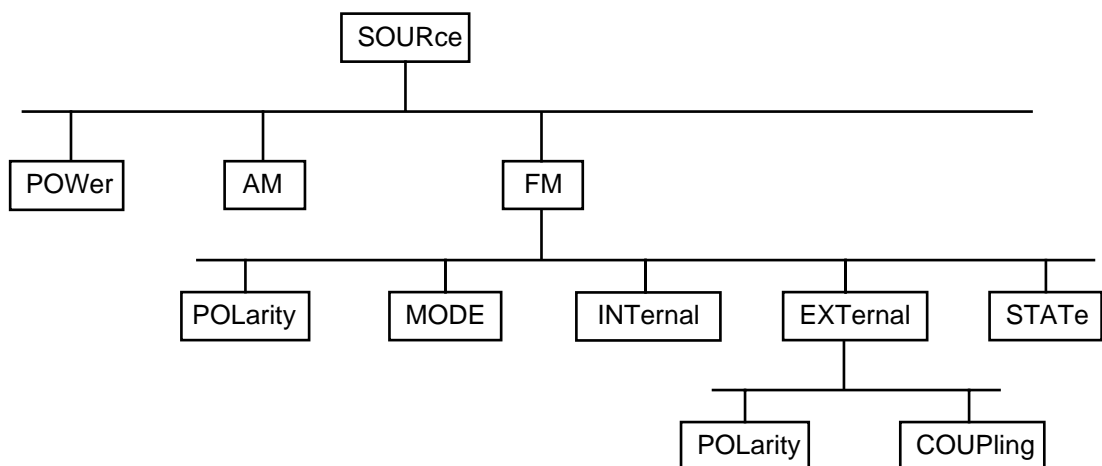 SOURce
POWer AM FM
POLarity MODE INTernal EXTernal STATe
POLarity COUPling